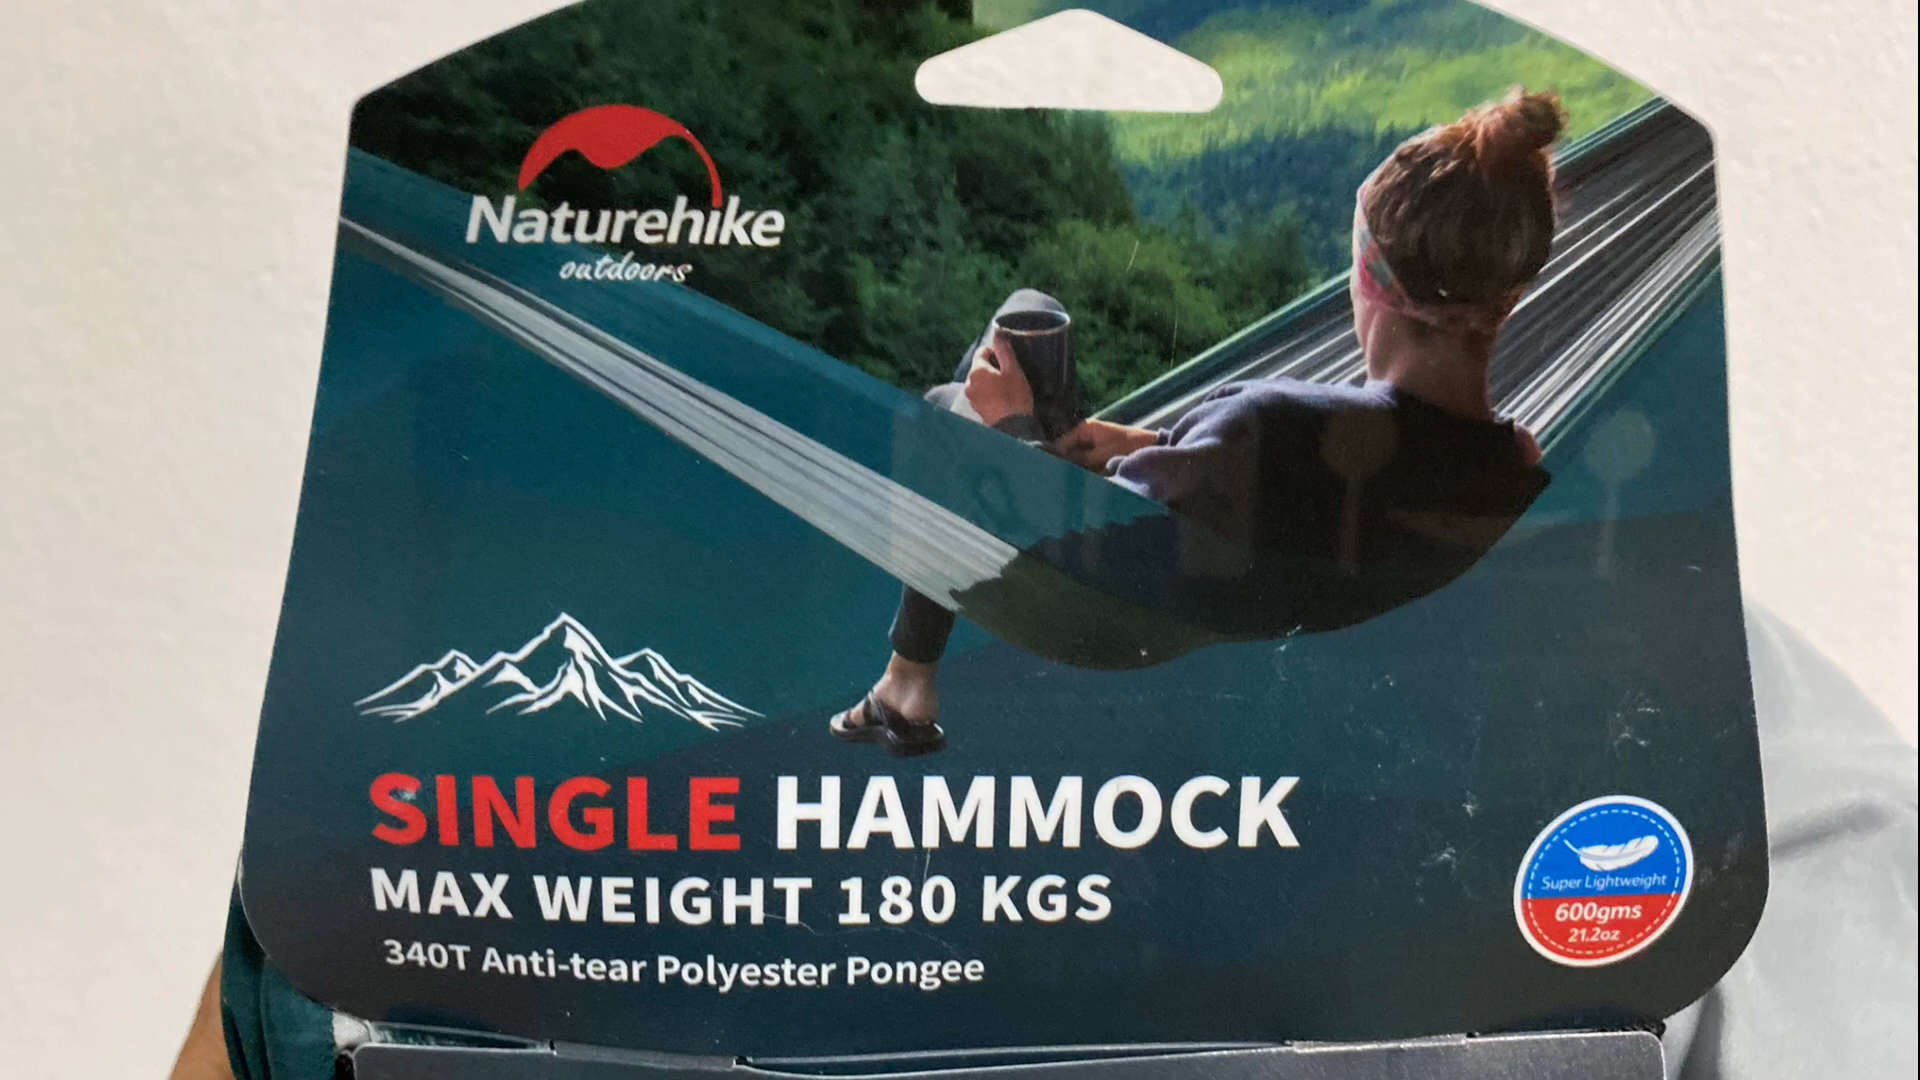 Naturehike
outdoors
SINGLE HAMMOCK
MAX WEIGHT 180 KGS
340T Anti-tear Polyester Pongee
Super Lightweight
600gms
21.2oz